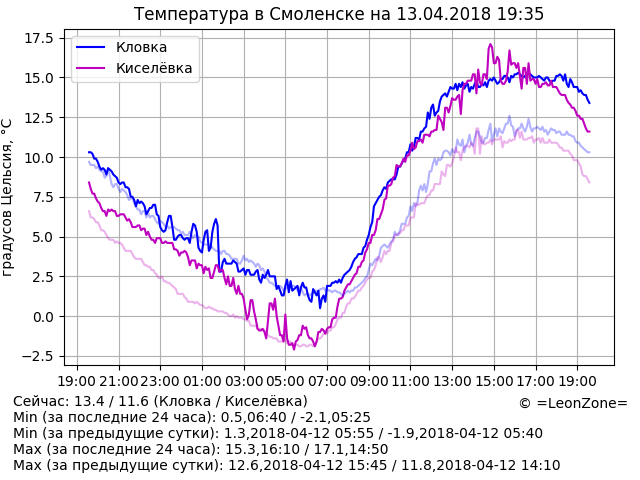 Температура в Смоленске на 13.04.2018 19:35
градусов Цельсия, °C
17.5
15.0
12.5
10.0
7.5
5.0
2.5
0.0
−2.5
Кловка
Киселёвка
19:00 21:00 23:00 01:00 03:00 05:00 07:00 09:00 11:00 13:00 15:00 17:00 19:00
Сейчас: 13.4 / 11.6 (Кловка / Киселёвка)
© =LeonZone=
Min (за последние 24 часа): 0.5,06:40 / -2.1,05:25
Min (за предыдущие сутки): 1.3,2018-04-12 05:55 / -1.9,2018-04-12 05:40
Max (за последние 24 часа): 15.3,16:10 / 17.1,14:50
Max (за предыдущие сутки): 12.6,2018-04-12 15:45 / 11.8,2018-04-12 14:10